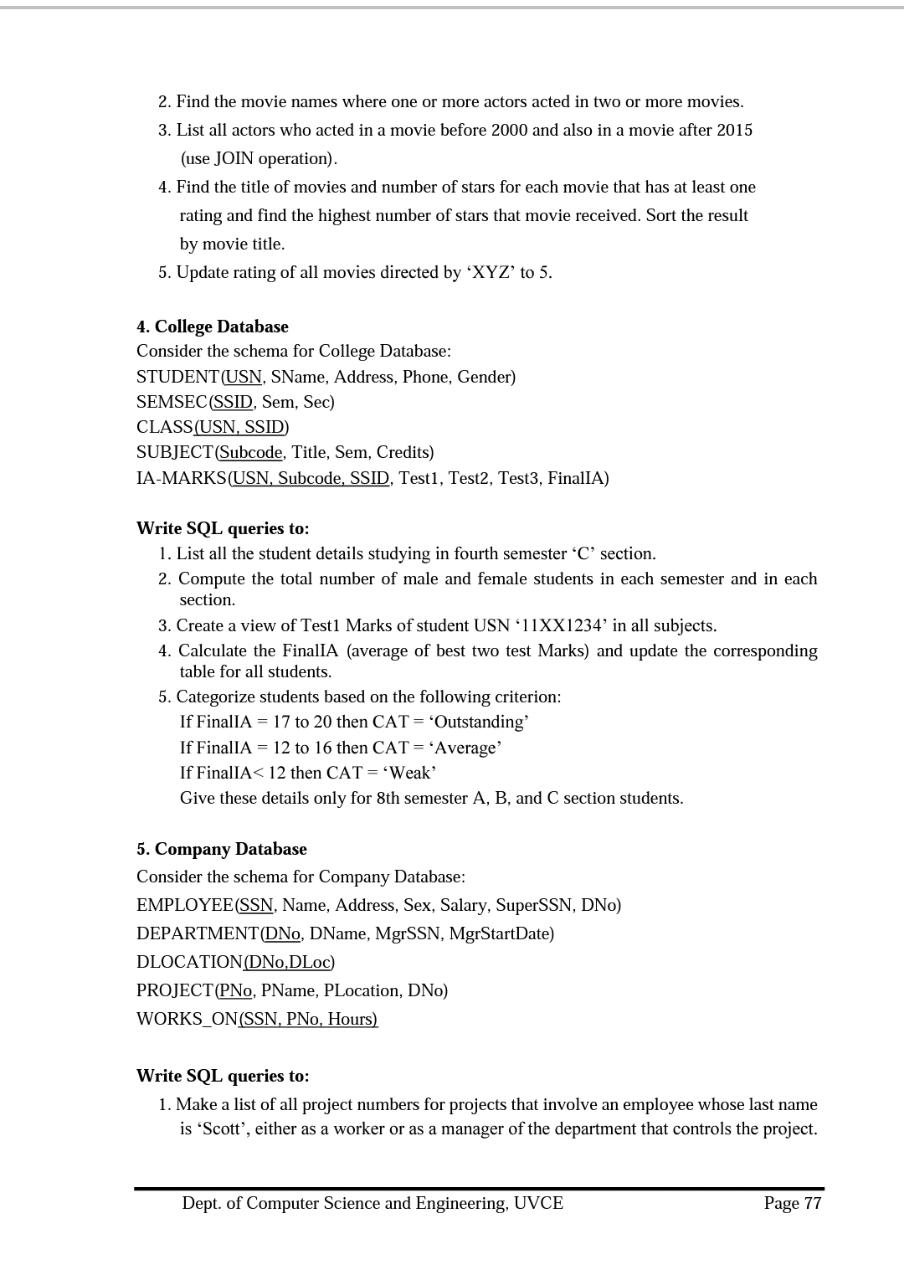 2. Find the movie names where one or more actors acted in two or more movies.
3. List all actors who acted in a movie before 2000 and also in a movie after 2015
(use JOIN operation).
4. Find the title of movies and number of stars for each movie that has at least one
rating and find the highest number of stars that movie received. Sort the result
by movie title.
5. Update rating of all movies directed by ‘XYZ’ to 5.
4. College Database
Consider the schema for College Database:
STUDENT(USN, SName, Address, Phone, Gender)
SEMSEC(SSID, Sem, Sec)
CLASS(USN, SSID)
SUBJECT(Subcode, Title, Sem, Credits)
IA-MARKS(USN, Subcode, SSID, Test1, Test2, Test3, FinalIA)
Write SQL queries to:
1. List all the student details studying in fourth semester ‘C’ section.
2. Compute the total number of male and female students in each semester and in each
section.
3. Create a view of Test1 Marks of student USN ‘11XX1234’ in all subjects.
4. Calculate the FinalIA (average of best two test Marks) and update the corresponding
table for all students.
5. Categorize students based on the following criterion:
If FinalIA = 17 to 20 then CAT = ‘Outstanding’
If FinalIA = 12 to 16 then CAT = ‘Average’
If FinalIA< 12 then CAT = ‘Weak’
Give these details only for 8th semester A, B, and C section students.
5. Company Database
Consider the schema for Company Database:
EMPLOYEE(SSN, Name, Address, Sex, Salary, SuperSSN, DNo)
DEPARTMENT(DNo, DName, MgrSSN, MgrStartDate)
DLOCATION(DNo,DLoc)
PROJECT(PNo, PName, PLocation, DNo)
WORKS_ON(SSN, PNo, Hours)
Write SQL queries to:
1. Make a list of all project numbers for projects that involve an employee whose last name
is ‘Scott’, either as a worker or as a manager of the department that controls the project.
Dept. of Computer Science and Engineering, UVCE Page 77